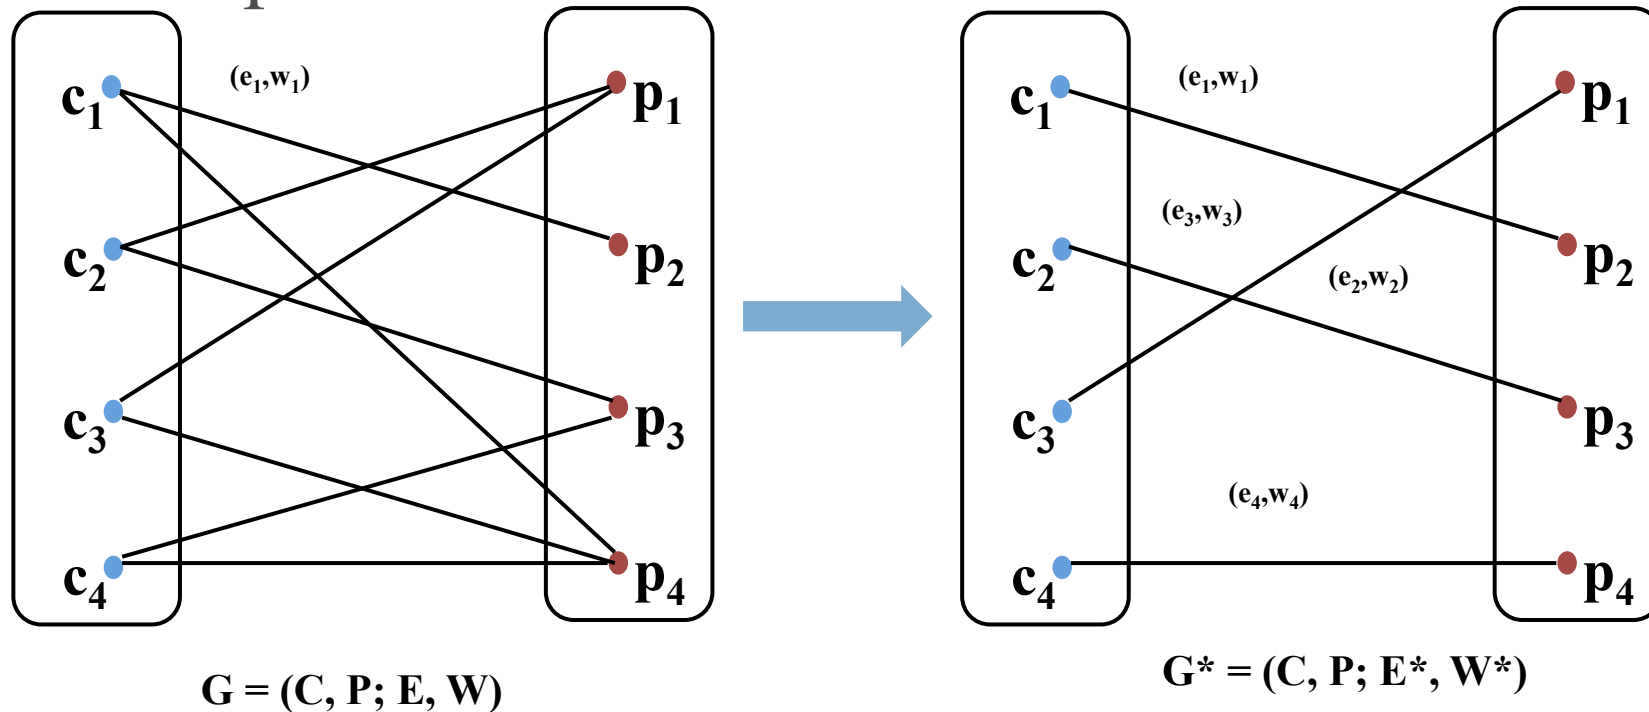 c1
c2
c3
c4
(e1,w1)
p1
p2
p3
p4
G = (C, P; E, W)
c1
c2
c3
c4
(e1,w1)
(e3,w3)
(e2,w2)
(e4,w4)
p1
p2
p3
p4
G* = (C, P; E*, W*)